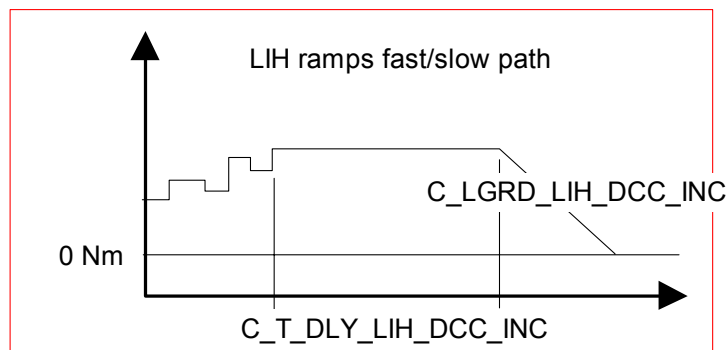 LIH ramps fast/slow path
C_LGRD_LIH_DCC_INC
0 Nm
C_T_DLY_LIH_DCC_INC